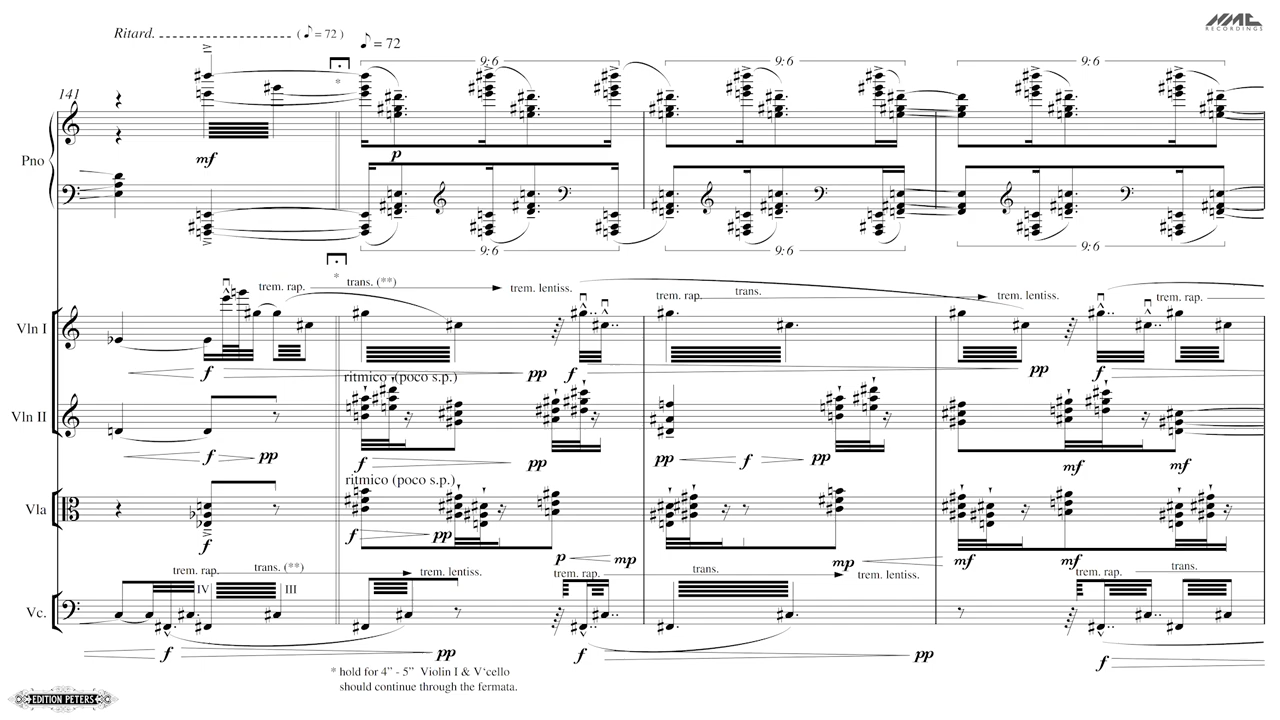 Ritard. ( ♪ = 72 )
♪ = 72
NMC
RECORDINGS
9:6 9:6 9:6
141
Pno
mf p
9:6 9:6 9:6
* trem. rap. trans. (**) trem. lentiss. trem. rap. trans. trem. lentiss. trem. rap.
Vln I
f pp f pp f
ritmico (poco s.p.)
Vln II
f pp f pp pp f pp mf mf
ritmico (poco s.p.)
Vla
f f pp p mp mp mf mf
trem. rap. trans. (**) trem. lentiss. trem. rap. trans. trem. lentiss. trem. rap. trans.
IV III
Vc.
f pp f pp f
* hold for 4” - 5” Violin I & V‘cello
should continue through the fermata.
EDITION PETERS